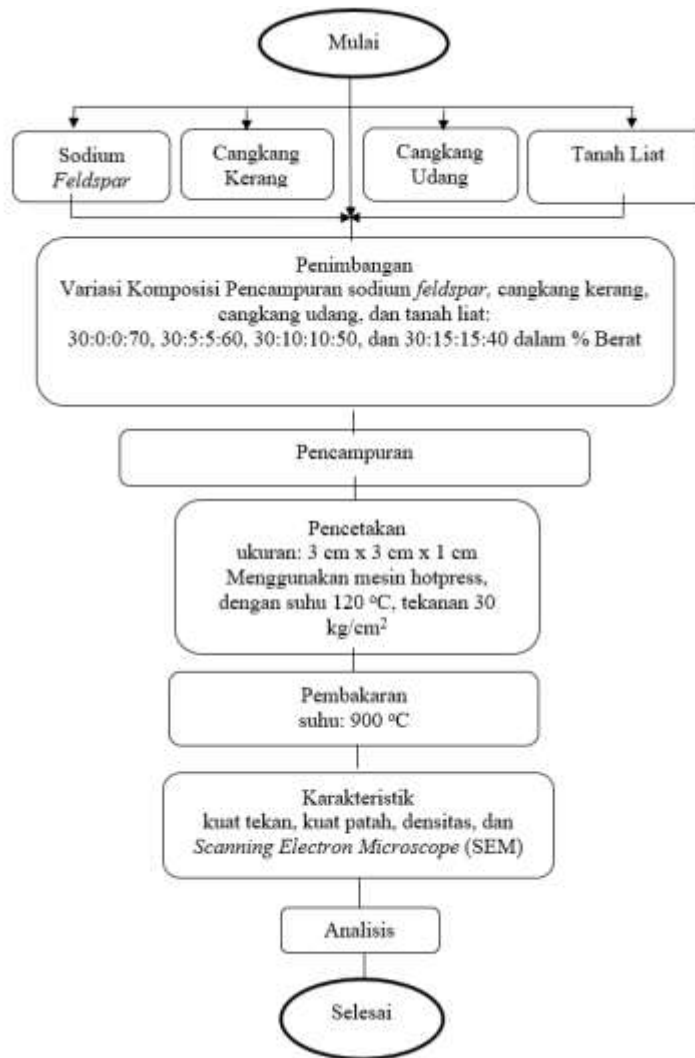 Mulai
Sodium
Feldspar
Cangkang
Kerang
Cangkang
Udang
Tanah Liat
Penimbangan
Variasi Komposisi Pencampuran sodium feldspar, cangkang kerang,
cangkang udang, dan tanah liat:
30:0:0:70, 30:5:5:60, 30:10:10:50, dan 30:15:15:40 dalam % Berat
Pencampuran
Pencetakan
ukuran: 3 cm x 3 cm x 1 cm
Menggunakan mesin hotpress,
dengan suhu 120 °C, tekanan 30
kg/cm²
Pembakaran
suhu: 900 °C
Karakteristik
kuat tekan, kuat patah, densitas, dan
Scanning Electron Microscope (SEM)
Analisis
Selesai